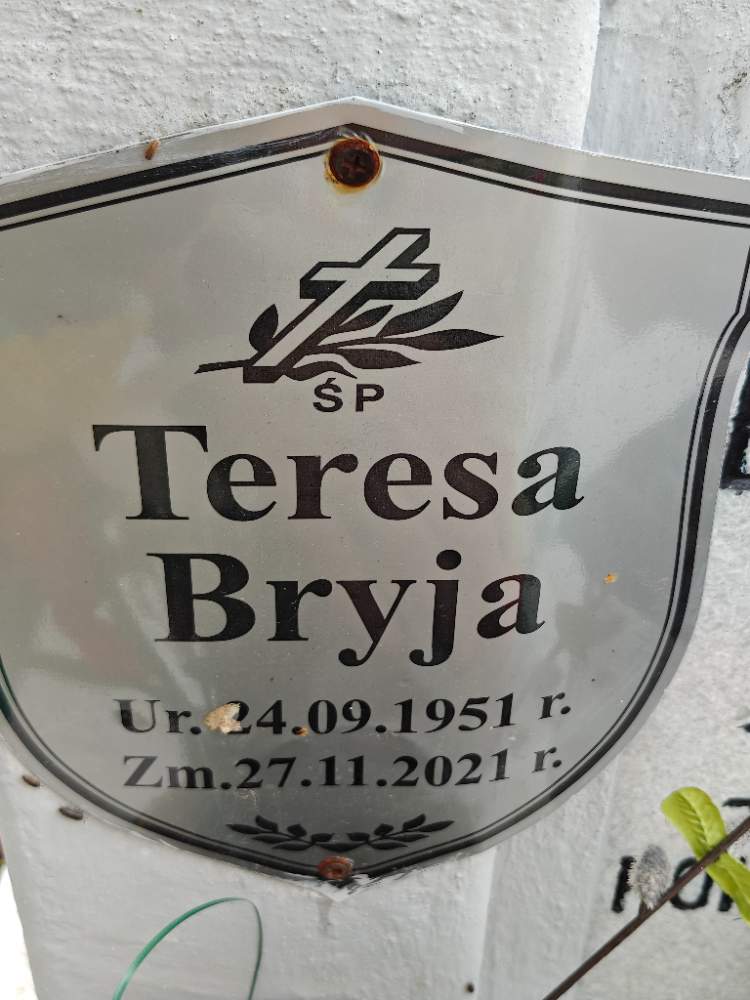 ŚP
Teresa
Bryja
Ur. 24.09.1951 r.
Zm.27.11.2021 r.